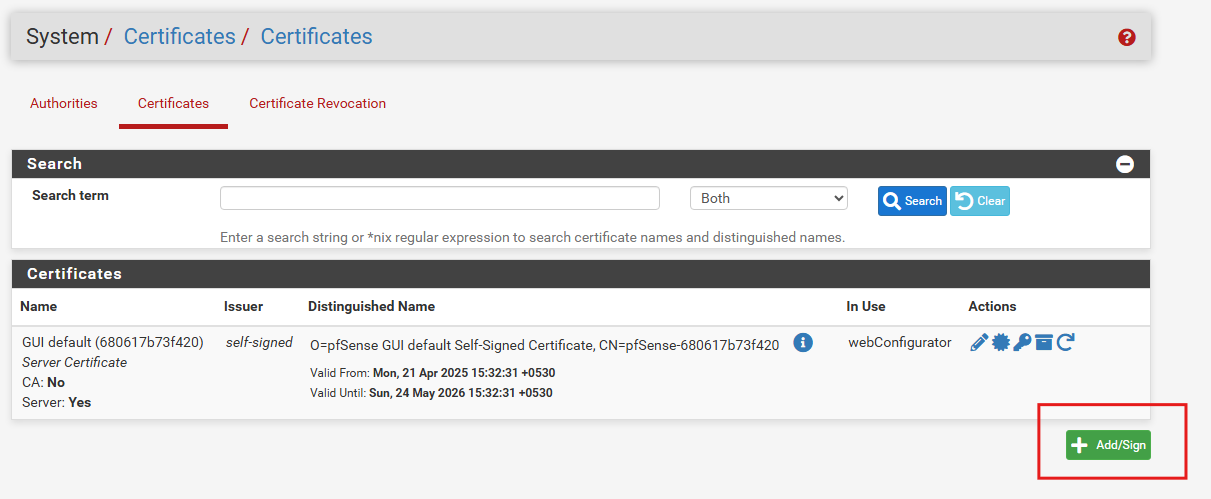 System / Certificates / Certificates
Authorities Certificates Certificate Revocation
Search
Search term Both Search Clear
Enter a search string or *nix regular expression to search certificate names and distinguished names.
Certificates
Name Issuer Distinguished Name In Use Actions
GUI default (680617b73f420) self-signed O=pfSense GUI default Self-Signed Certificate, CN=pfSense-680617b73f420 webConfigurator
Server Certificate
Valid From: Mon, 21 Apr 2025 15:32:31 +0530
CA: No
Valid Until: Sun, 24 May 2026 15:32:31 +0530
Server: Yes
Add/Sign